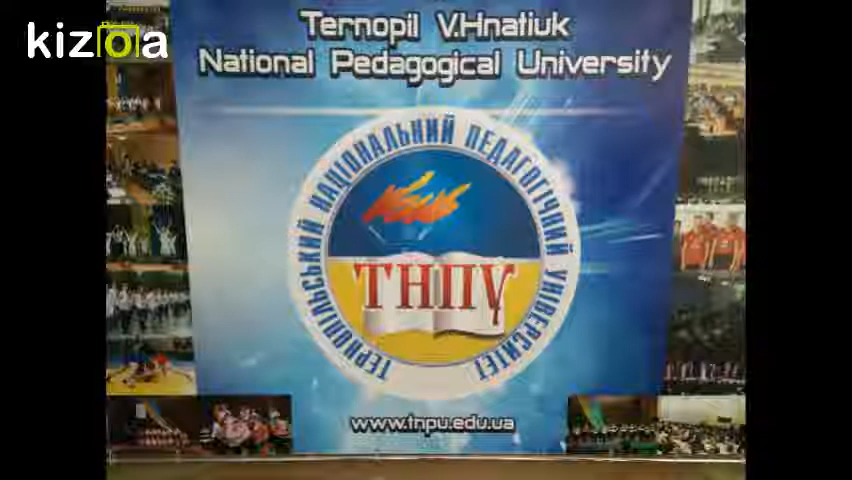 kizoa
Ternopil V.Hnatiuk
National Pedagogical University
ТЕРНОПІЛЬСЬКИЙ НАЦІОНАЛЬНИЙ ПЕДАГОГІЧНИЙ УНІВЕРСИТЕТ
ТНПУ
www.tnpu.edu.ua